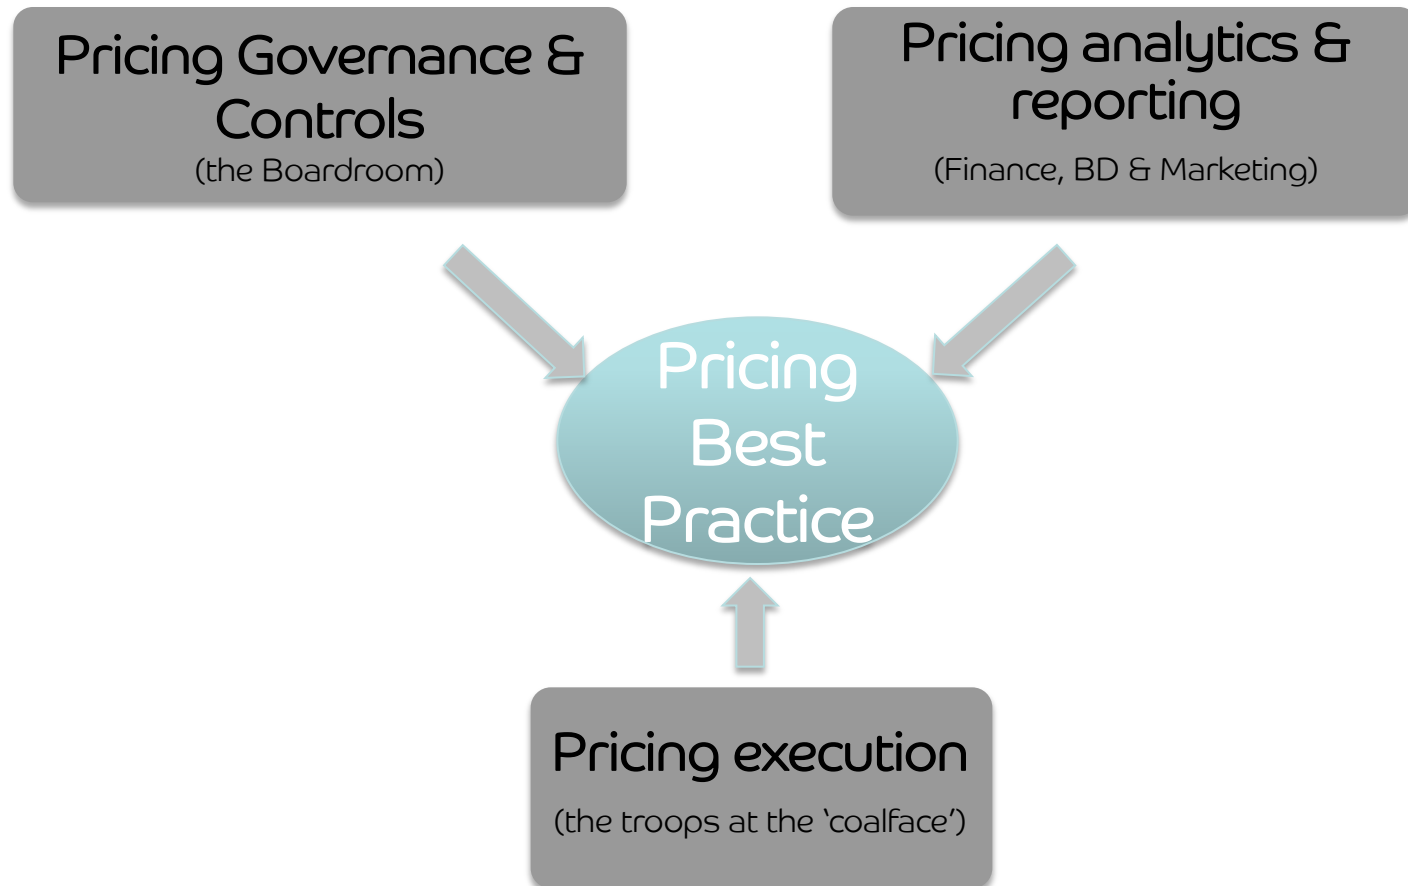 Pricing Governance &
Controls
(the Boardroom)
Pricing analytics &
reporting
(Finance, BD & Marketing)
Pricing
Best
Practice
Pricing execution
(the troops at the ‘coalface’)